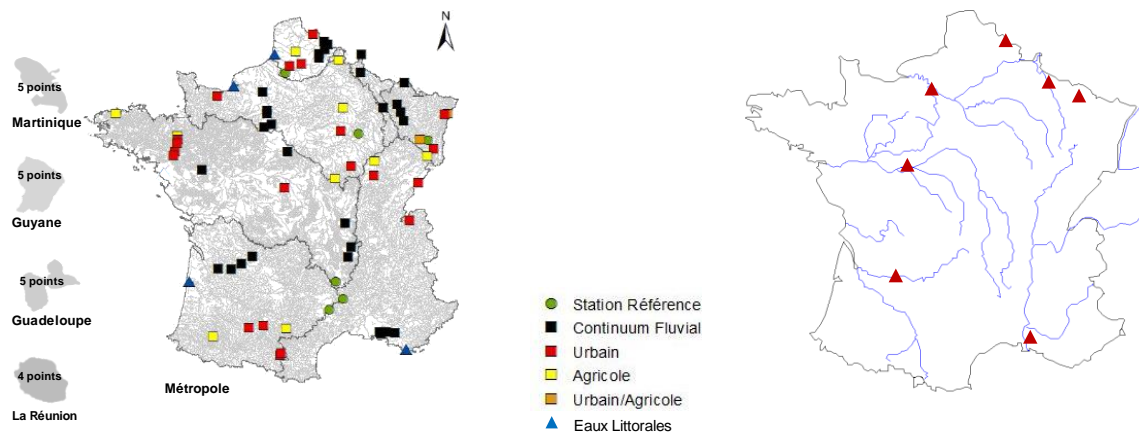 N
5 points
Martinique
5 points
Guyane
5 points
Guadeloupe
4 points
La Réunion
Métropole
Station Référence
Continuum Fluvial
Urbain
Agricole
Urbain/Agricole
Eaux Littorales